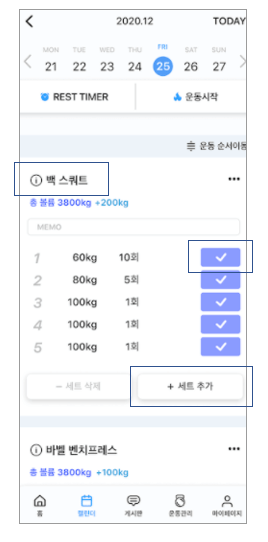 2020.12 TODAY
MON TUE WED THU FRI SAT SUN
21 22 23 24 25 26 27
REST TIMER 운동시작
운동 순서이동
백 스쿼트
총 볼륨 3800kg +200kg
MEMO
1 60kg 10회
2 80kg 5회
3 100kg 1회
4 100kg 1회
5 100kg 1회
- 세트 삭제 + 세트 추가
바벨 벤치프레스
총 볼륨 3800kg +100kg
홈 캘린더 게시판 운동관리 마이페이지